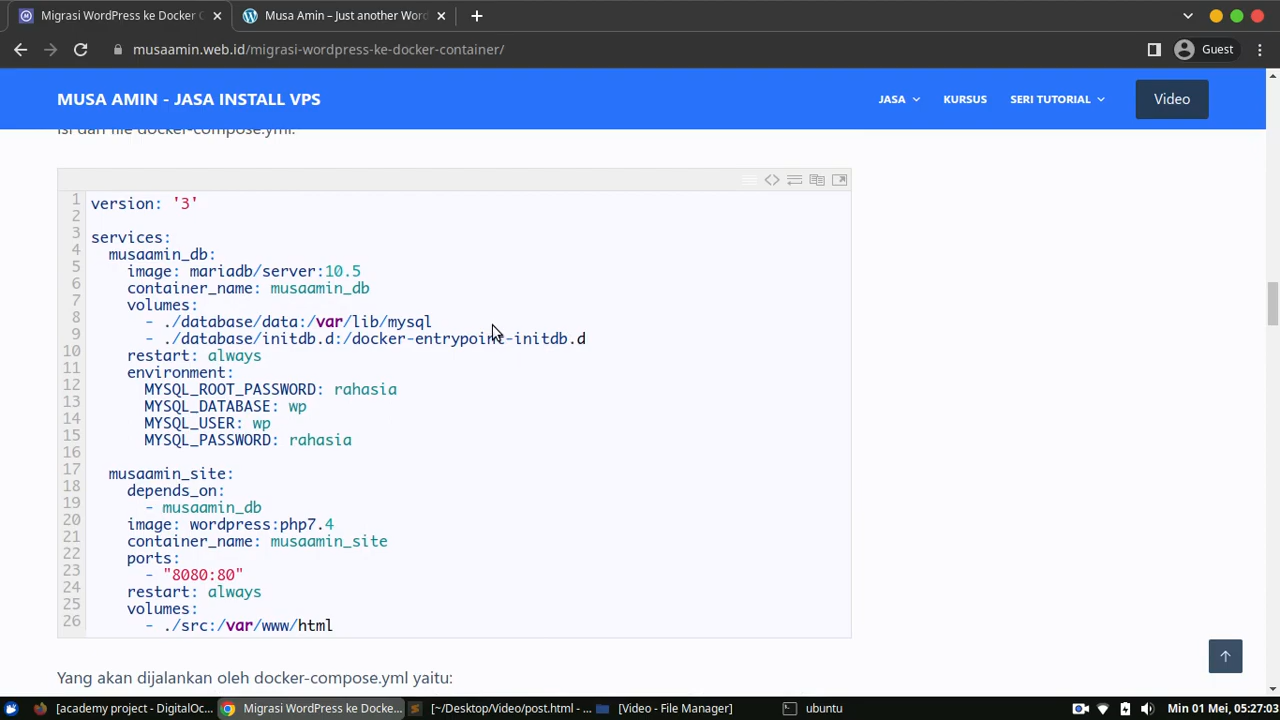 Migrasi WordPress ke Docker C
Musa Amin – Just another Word
musaamin.web.id/migrasi-wordpress-ke-docker-container/
Guest
MUSA AMIN - JASA INSTALL VPS
JASA
KURSUS
SERI TUTORIAL
Video
isi dari file docker-compose.yml:
1 version: '3'
2
3 services:
4 musaamin_db:
5 image: mariadb/server:10.5
6 container_name: musaamin_db
7 volumes:
8 - ./database/data:/var/lib/mysql
9 - ./database/initdb.d:/docker-entrypoint-initdb.d
10 restart: always
11 environment:
12 MYSQL_ROOT_PASSWORD: rahasia
13 MYSQL_DATABASE: wp
14 MYSQL_USER: wp
15 MYSQL_PASSWORD: rahasia
16
17 musaamin_site:
18 depends_on:
19 - musaamin_db
20 image: wordpress:php7.4
21 container_name: musaamin_site
22 ports:
23 - "8080:80"
24 restart: always
25 volumes:
26 - ./src:/var/www/html
Yang akan dijalankan oleh docker-compose.yml yaitu:
[academy project - DigitalOc...
Migrasi WordPress ke Docke...
[~/Desktop/Video/post.html - ...
[Video - File Manager]
ubuntu
Min 01 Mei, 05:27:03